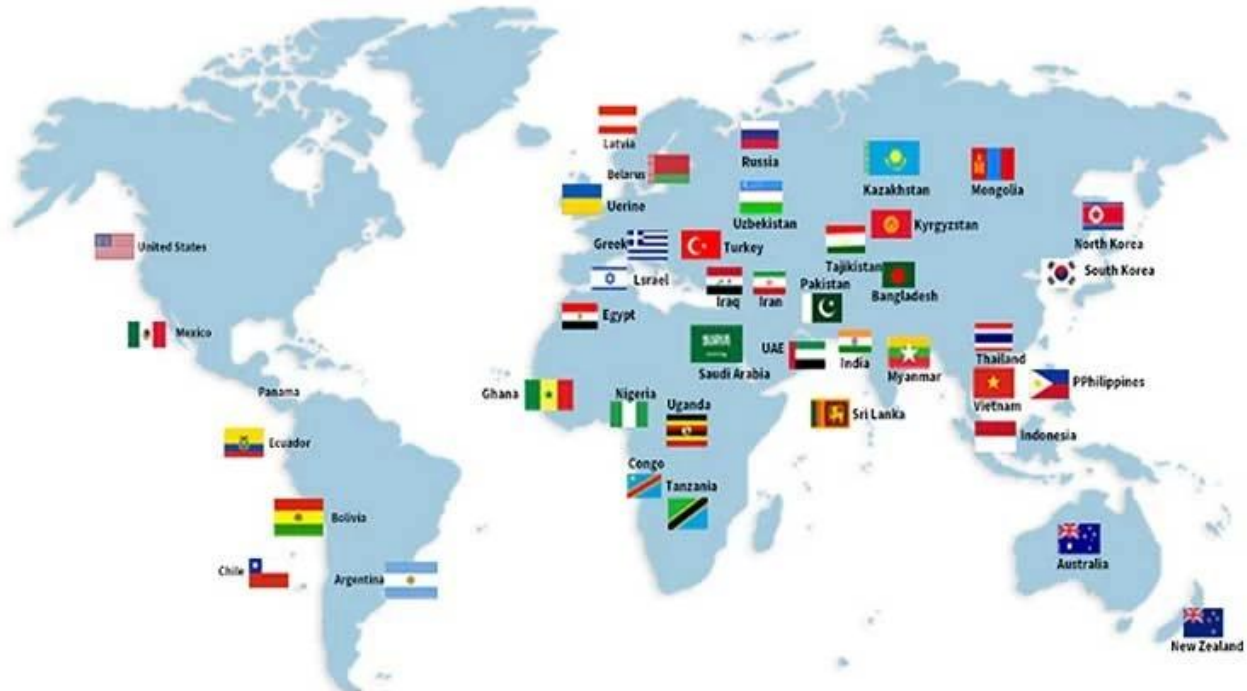 Latvia
Russia
Belarus
Kazakhstan
Mongolia
Uerine
Uzbekistan
Kyrgyzstan
North Korea
United States
Greek
Turkey
Tajikistan
South Korea
Lsrael
Iraq
Iran
Pakistan
Bangladesh
Egypt
Mexico
Saudi Arabia
UAE
India
Myanmar
Thailand
Panama
Ghana
Nigeria
Uganda
Vietnam
PPhilippines
Sri Lanka
Ecuador
Indonesia
Congo
Tanzania
Bolivia
Chile
Argentina
Australia
New Zealand